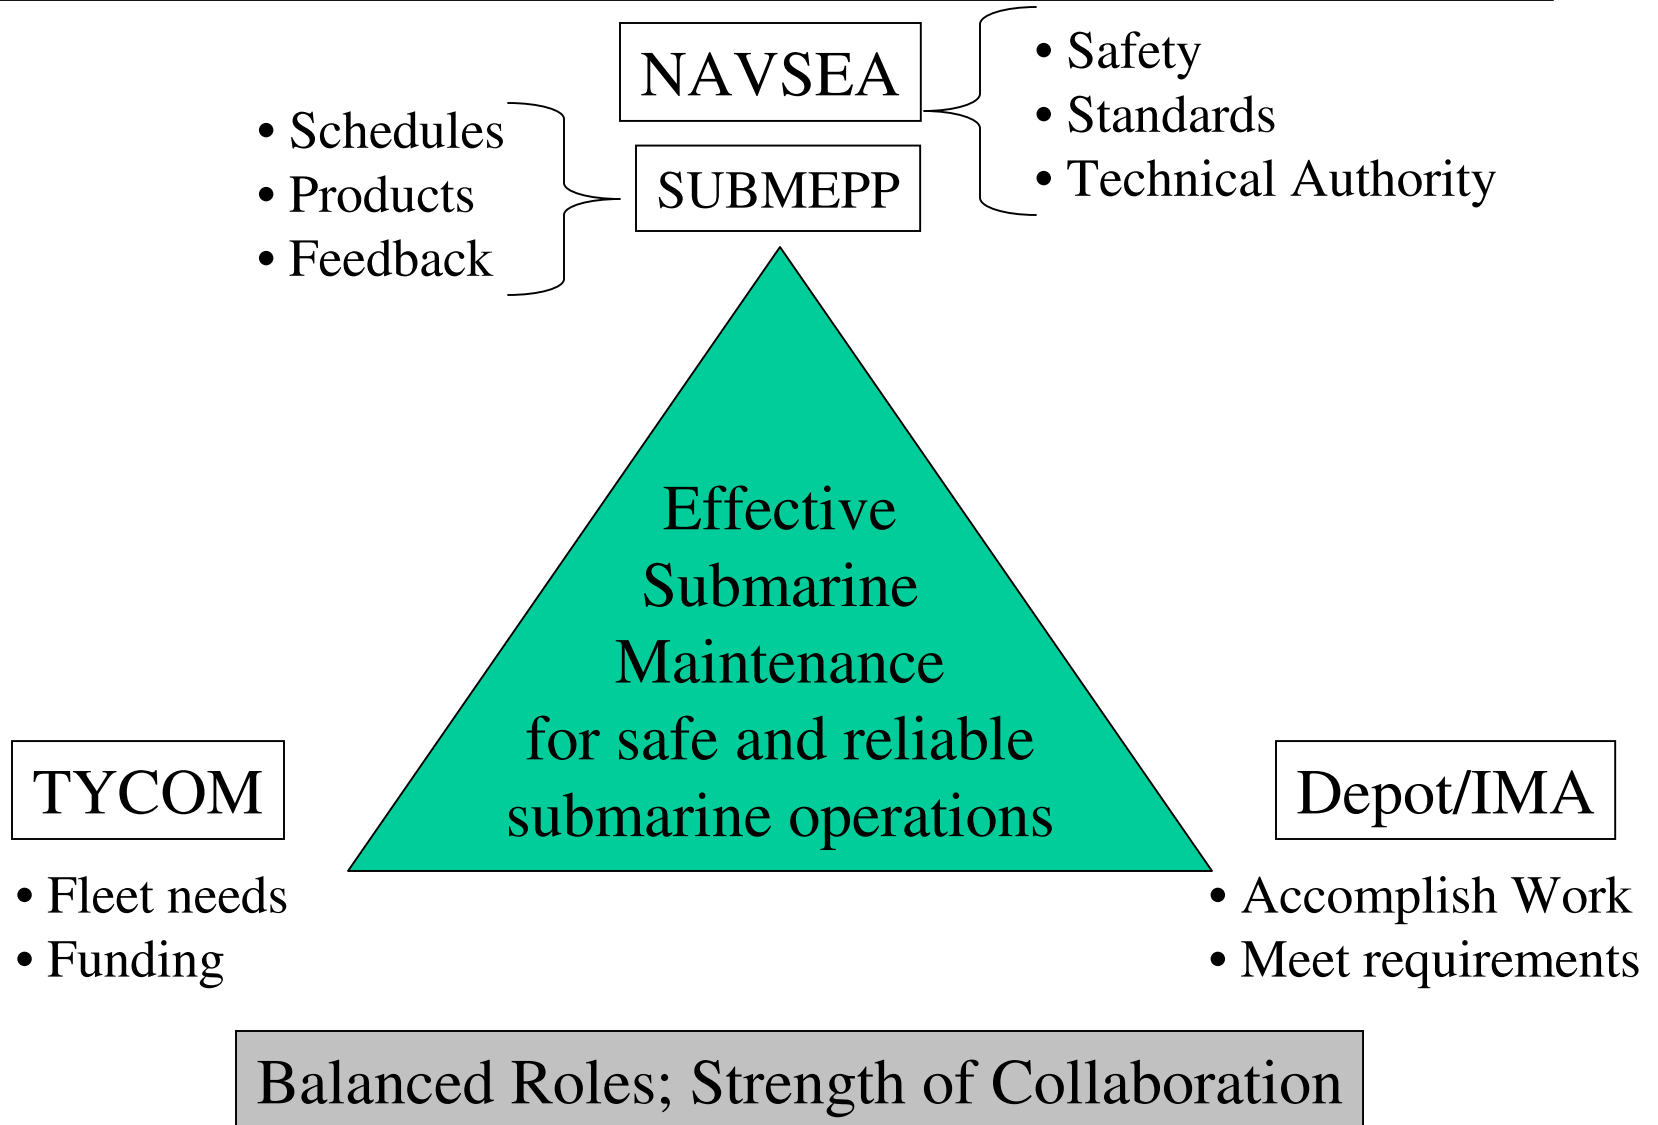 NAVSEA
• Safety
• Standards
• Technical Authority
• Schedules
• Products
• Feedback
SUBMEPP
Effective
Submarine
Maintenance
for safe and reliable
submarine operations
TYCOM
• Fleet needs
• Funding
Depot/IMA
• Accomplish Work
• Meet requirements
Balanced Roles; Strength of Collaboration